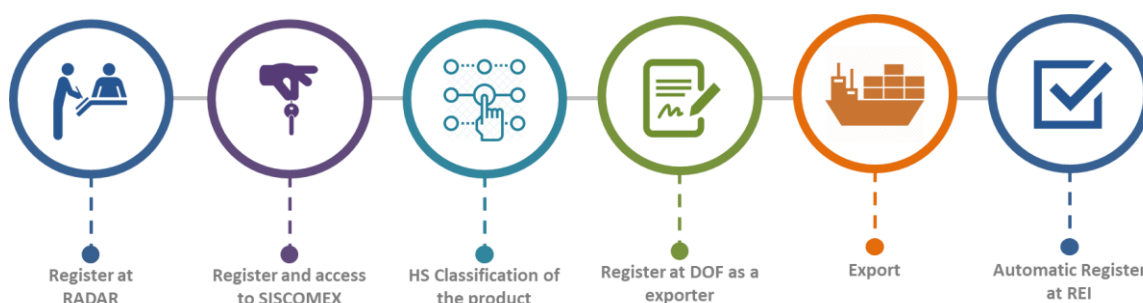 Register at
RADAR
Register and access
to SISCOMEX
HS Classification of
the product
Register at DOF as a
exporter
Export
Automatic Register
at REI